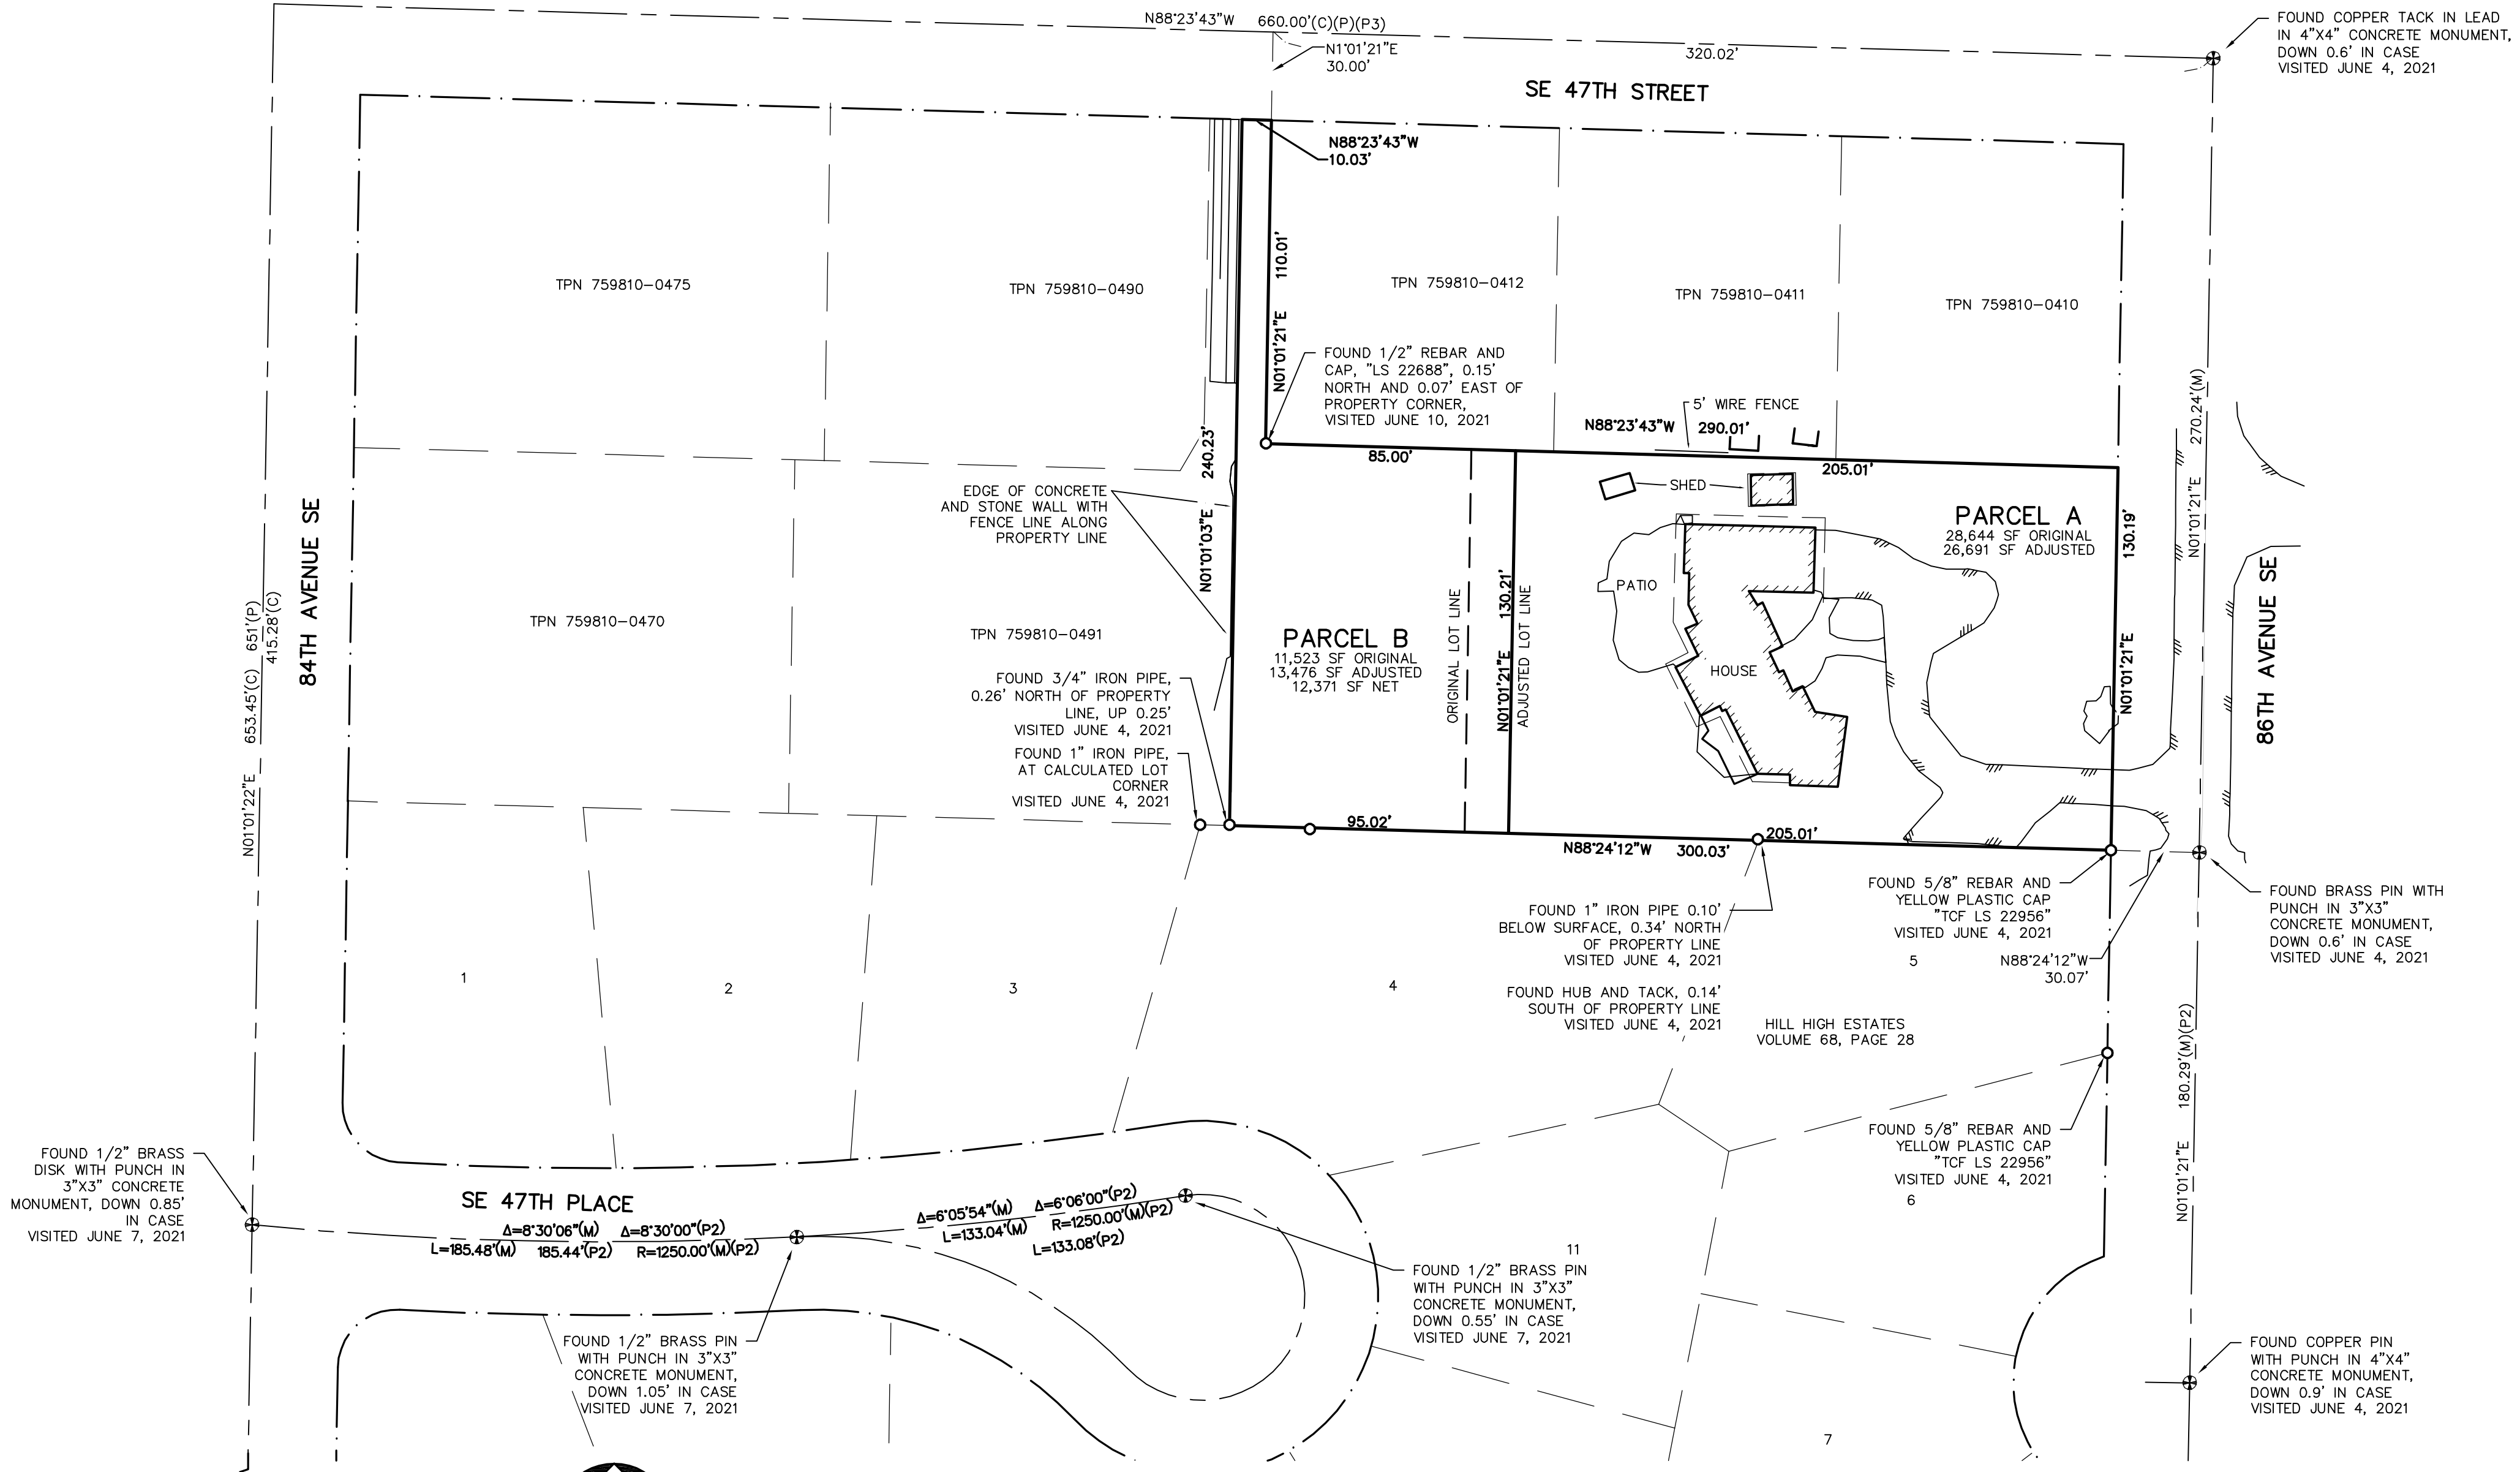 N88°23'43"W 660.00'(C)(P)(P3)
N1°01'21"E
30.00'
320.02'
FOUND COPPER TACK IN LEAD
IN 4"X4" CONCRETE MONUMENT,
DOWN 0.6' IN CASE
VISITED JUNE 4, 2021
SE 47TH STREET
N88°23'43"W
10.03'
N01°01'21"E 110.01'
TPN 759810-0475
TPN 759810-0490
TPN 759810-0412
TPN 759810-0411
TPN 759810-0410
FOUND 1/2" REBAR AND
CAP, "LS 22688", 0.15'
NORTH AND 0.07' EAST OF
PROPERTY CORNER,
VISITED JUNE 10, 2021
5' WIRE FENCE
N88°23'43"W 290.01'
85.00'
205.01'
N01°01'21"E 270.24'(M)
N01°01'03"E 240.23'
EDGE OF CONCRETE
AND STONE WALL WITH
FENCE LINE ALONG
PROPERTY LINE
SHED
PARCEL A
28,644 SF ORIGINAL
26,691 SF ADJUSTED
N01°01'21"E 130.19'
PATIO
HOUSE
84TH AVENUE SE
N01°01'22"E 653.45'(C) 651'(P)
415.28'(C)
TPN 759810-0470
TPN 759810-0491
PARCEL B
11,523 SF ORIGINAL
13,476 SF ADJUSTED
12,371 SF NET
ORIGINAL LOT LINE
N01°01'21"E 130.21'
ADJUSTED LOT LINE
86TH AVENUE SE
FOUND 3/4" IRON PIPE,
0.26' NORTH OF PROPERTY
LINE, UP 0.25'
VISITED JUNE 4, 2021
FOUND 1" IRON PIPE,
AT CALCULATED LOT
CORNER
VISITED JUNE 4, 2021
95.02'
205.01'
N88°24'12"W 300.03'
FOUND 1" IRON PIPE 0.10'
BELOW SURFACE, 0.34' NORTH
OF PROPERTY LINE
VISITED JUNE 4, 2021
FOUND HUB AND TACK, 0.14'
SOUTH OF PROPERTY LINE
VISITED JUNE 4, 2021
FOUND 5/8" REBAR AND
YELLOW PLASTIC CAP
"TCF LS 22956"
VISITED JUNE 4, 2021
N88°24'12"W
30.07'
FOUND BRASS PIN WITH
PUNCH IN 3"X3"
CONCRETE MONUMENT,
DOWN 0.6' IN CASE
VISITED JUNE 4, 2021
1
2
3
4
5
HILL HIGH ESTATES
VOLUME 68, PAGE 28
N01°01'21"E 180.29'(M)(P2)
FOUND 5/8" REBAR AND
YELLOW PLASTIC CAP
"TCF LS 22956"
VISITED JUNE 4, 2021
6
FOUND 1/2" BRASS
DISK WITH PUNCH IN
3"X3" CONCRETE
MONUMENT, DOWN 0.85'
IN CASE
VISITED JUNE 7, 2021
SE 47TH PLACE
Δ=8°30'06"(M) Δ=8°30'00"(P2)
L=185.48'(M) 185.44'(P2) R=1250.00'(M)(P2)
Δ=6°05'54"(M) Δ=6°06'00"(P2)
L=133.04'(M) R=1250.00'(M)(P2)
L=133.08'(P2)
11
FOUND 1/2" BRASS PIN
WITH PUNCH IN 3"X3"
CONCRETE MONUMENT,
DOWN 0.55' IN CASE
VISITED JUNE 7, 2021
FOUND 1/2" BRASS PIN
WITH PUNCH IN 3"X3"
CONCRETE MONUMENT,
DOWN 1.05' IN CASE
VISITED JUNE 7, 2021
FOUND COPPER PIN
WITH PUNCH IN 4"X4"
CONCRETE MONUMENT,
DOWN 0.9' IN CASE
VISITED JUNE 4, 2021
7